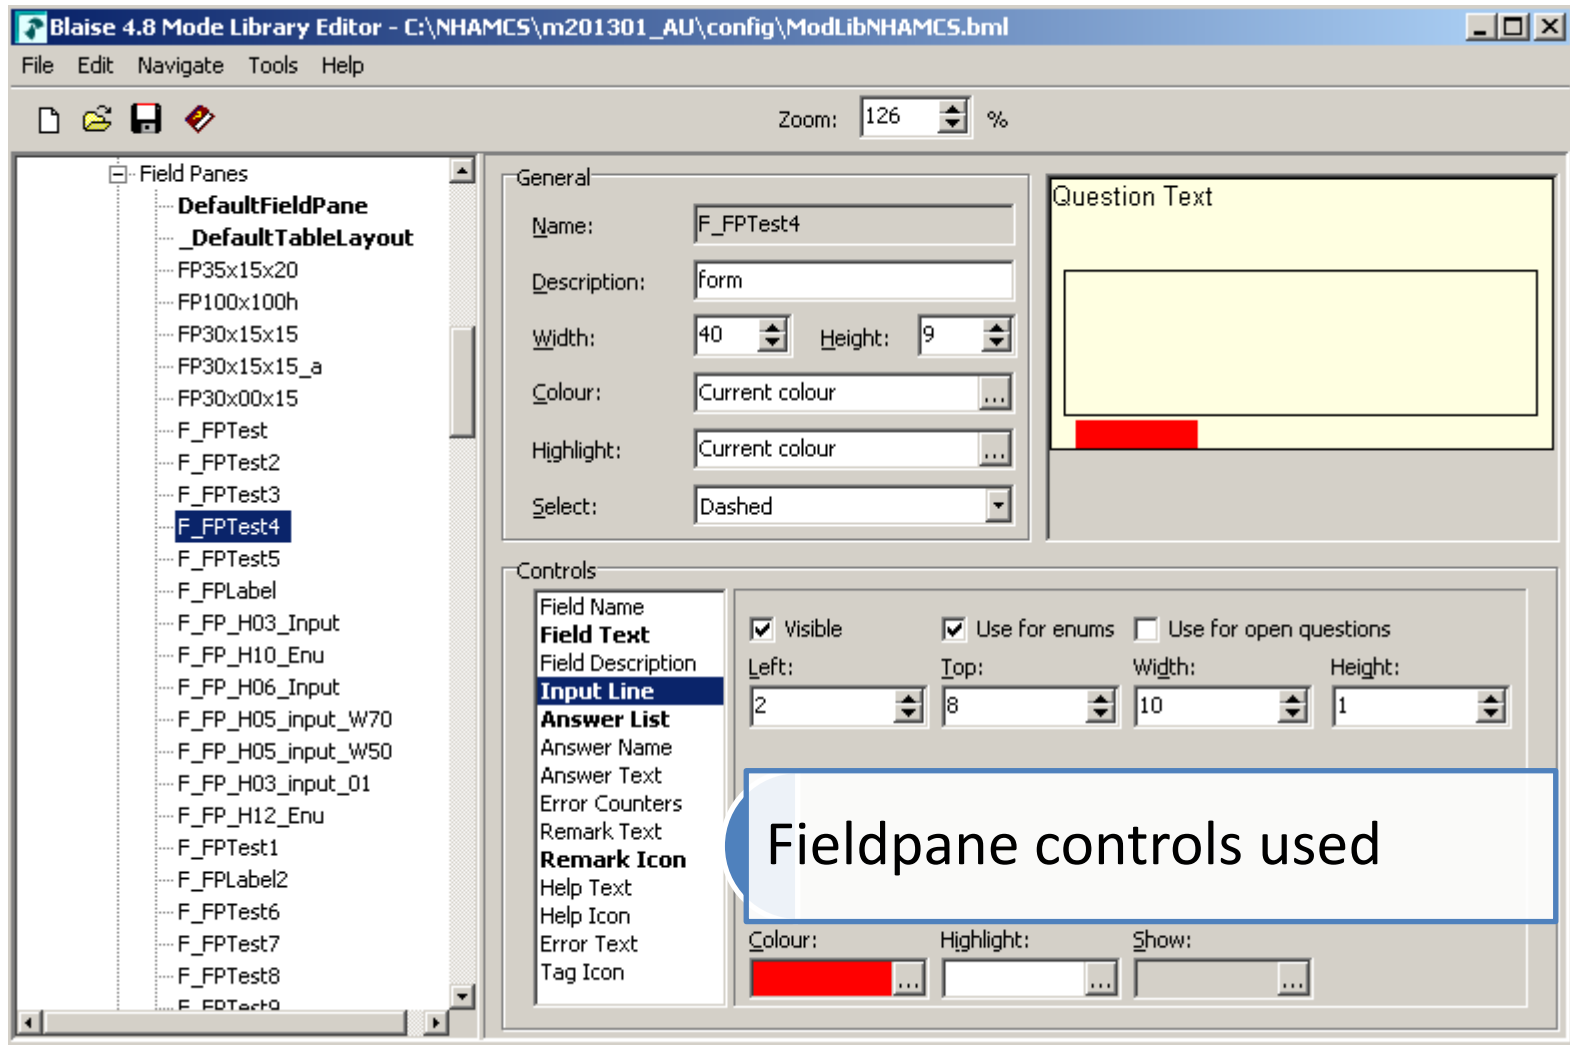 Blaise 4.8 Mode Library Editor - C:\NHAMCS\m201301_AU\config\ModLibNHAMCS.bml
File Edit Navigate Tools Help
Zoom: 126 %
Field Panes
DefaultFieldPane
_DefaultTableLayout
FP35x15x20
FP100x100h
FP30x15x15
FP30x15x15_a
FP30x00x15
F_FPTest
F_FPTest2
F_FPTest3
F_FPTest4
F_FPTest5
F_FPLabel
F_FP_H03_Input
F_FP_H10_Enu
F_FP_H06_Input
F_FP_H05_input_W70
F_FP_H05_input_W50
F_FP_H03_input_01
F_FP_H12_Enu
F_FPTest1
F_FPLabel2
F_FPTest6
F_FPTest7
F_FPTest8
F_FPTest9
General
Name: F_FPTest4
Description: form
Width: 40 Height: 9
Colour: Current colour ...
Highlight: Current colour ...
Select: Dashed
Question Text
Controls
Field Name
Field Text
Field Description
Input Line
Answer List
Answer Name
Answer Text
Error Counters
Remark Text
Remark Icon
Help Text
Help Icon
Error Text
Tag Icon
Visible Use for enums Use for open questions
Left: Top: Width: Height:
2 8 10 1
Fieldpane controls used
Colour: Highlight: Show:
... ... ...